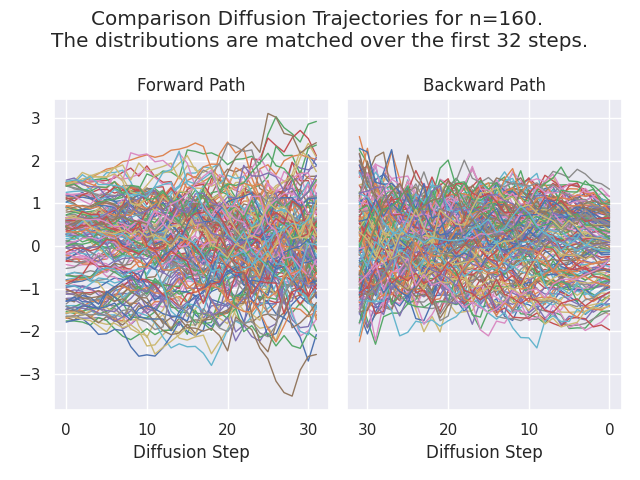 Comparison Diffusion Trajectories for n=160.
The distributions are matched over the first 32 steps.
Forward Path
Backward Path
3
2
1
0
−1
−2
−3
0 10 20 30
30 20 10 0
Diffusion Step
Diffusion Step